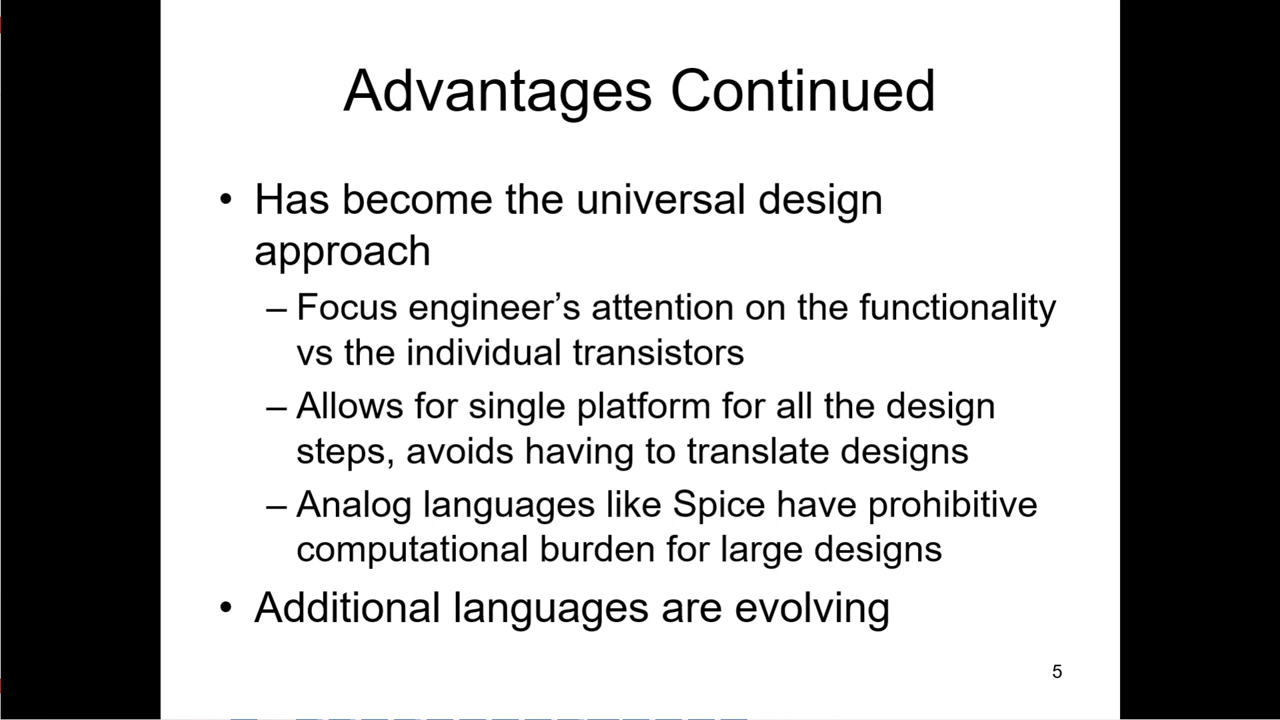 Advantages Continued
• Has become the universal design
approach
– Focus engineer’s attention on the functionality
vs the individual transistors
– Allows for single platform for all the design
steps, avoids having to translate designs
– Analog languages like Spice have prohibitive
computational burden for large designs
• Additional languages are evolving
5